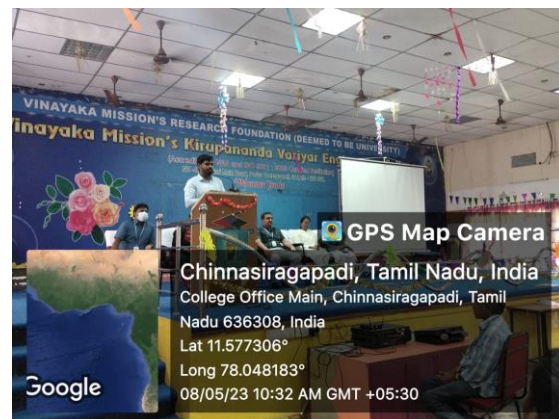 VINAYAKA MISSION'S RESEARCH FOUNDATION (DEEMED TO BE UNIVERSITY)
Vinayaka Mission's Kirupananda Variyar En
GPS Map Camera
Chinnasiragapadi, Tamil Nadu, India
College Office Main, Chinnasiragapadi, Tamil
Nadu 636308, India
Lat 11.577306°
Long 78.048183°
08/05/23 10:32 AM GMT +05:30
Google